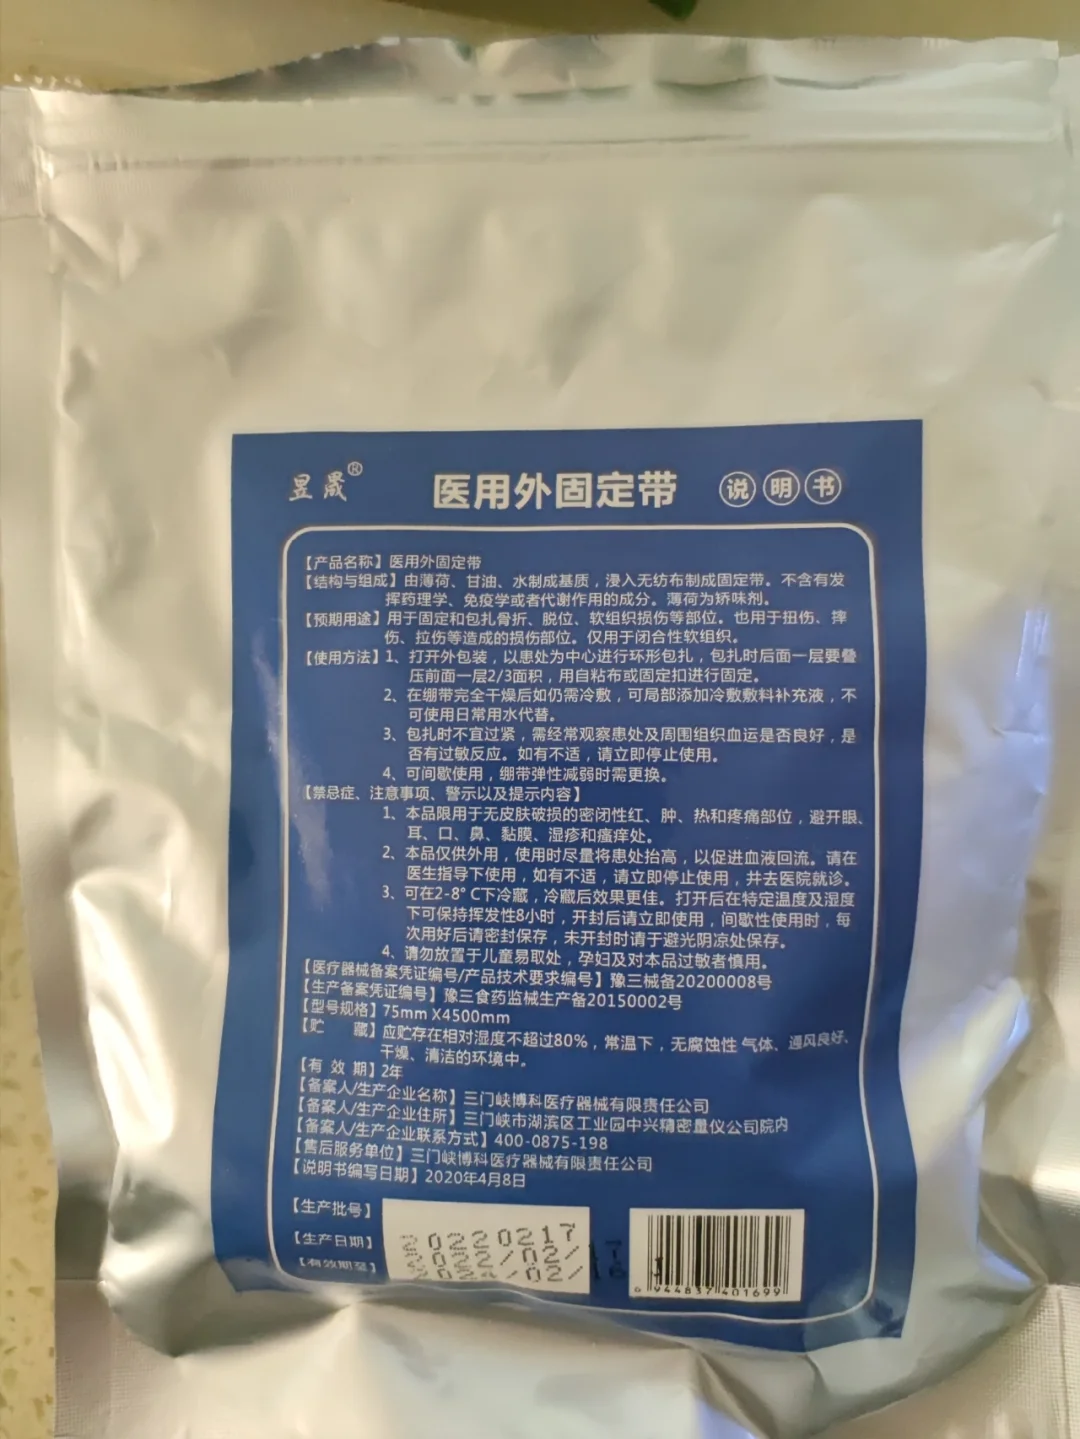 昱晟® 医用外固定带 说明书
【产品名称】医用外固定带
【结构与组成】由薄荷、甘油、水制成基质，浸入无纺布制成固定带。不含有发
挥药理学、免疫学或者代谢作用的成分。薄荷为矫味剂。
【预期用途】用于固定和包扎骨折、脱位、软组织损伤等部位。也用于扭伤、摔
伤、拉伤等造成的损伤部位。仅用于闭合性软组织。
【使用方法】1、打开外包装，以患处为中心进行环形包扎，包扎时后面一层要叠
压前面一层2/3面积，用自粘布或固定扣进行固定。
2、在绷带完全干燥后如仍需冷敷，可局部添加冷敷敷料补充液，不
可使用日常用水代替。
3、包扎时不宜过紧，需经常观察患处及周围组织血运是否良好，是
否有过敏反应。如有不适，请立即停止使用。
4、可间歇使用，绷带弹性减弱时需更换。
【禁忌症、注意事项、警示以及提示内容】
1、本品限用于无皮肤破损的密闭性红、肿、热和疼痛部位，避开眼、
耳、口、鼻、黏膜、湿疹和瘙痒处。
2、本品仅供外用，使用时尽量将患处抬高，以促进血液回流。请在
医生指导下使用，如有不适，请立即停止使用，并去医院就诊。
3、可在2-8°C下冷藏，冷藏后效果更佳。打开后在特定温度及湿度
下可保持挥发性8小时，开封后请立即使用，间歇性使用时，每
次用好后请密封保存，未开封时请于避光阴凉处保存。
4、请勿放置于儿童易取处，孕妇及对本品过敏者慎用。
【医疗器械备案凭证编号/产品技术要求编号】豫三械备20200008号
【生产备案凭证编号】豫三食药监械生产备20150002号
【型号规格】75mm X4500mm
【贮 藏】应贮存在相对湿度不超过80%，常温下，无腐蚀性 气体、通风良好、
干燥、清洁的环境中。
【有 效 期】2年
【备案人/生产企业名称】三门峡博科医疗器械有限责任公司
【备案人/生产企业住所】三门峡市湖滨区工业园中兴精密量仪公司院内
【备案人/生产企业联系方式】400-0875-198
【售后服务单位】三门峡博科医疗器械有限责任公司
【说明书编写日期】2020年4月8日
【生产批号】20220217
【生产日期】2022/02/17
【有效期至】2024/02/16
6 944837 401699